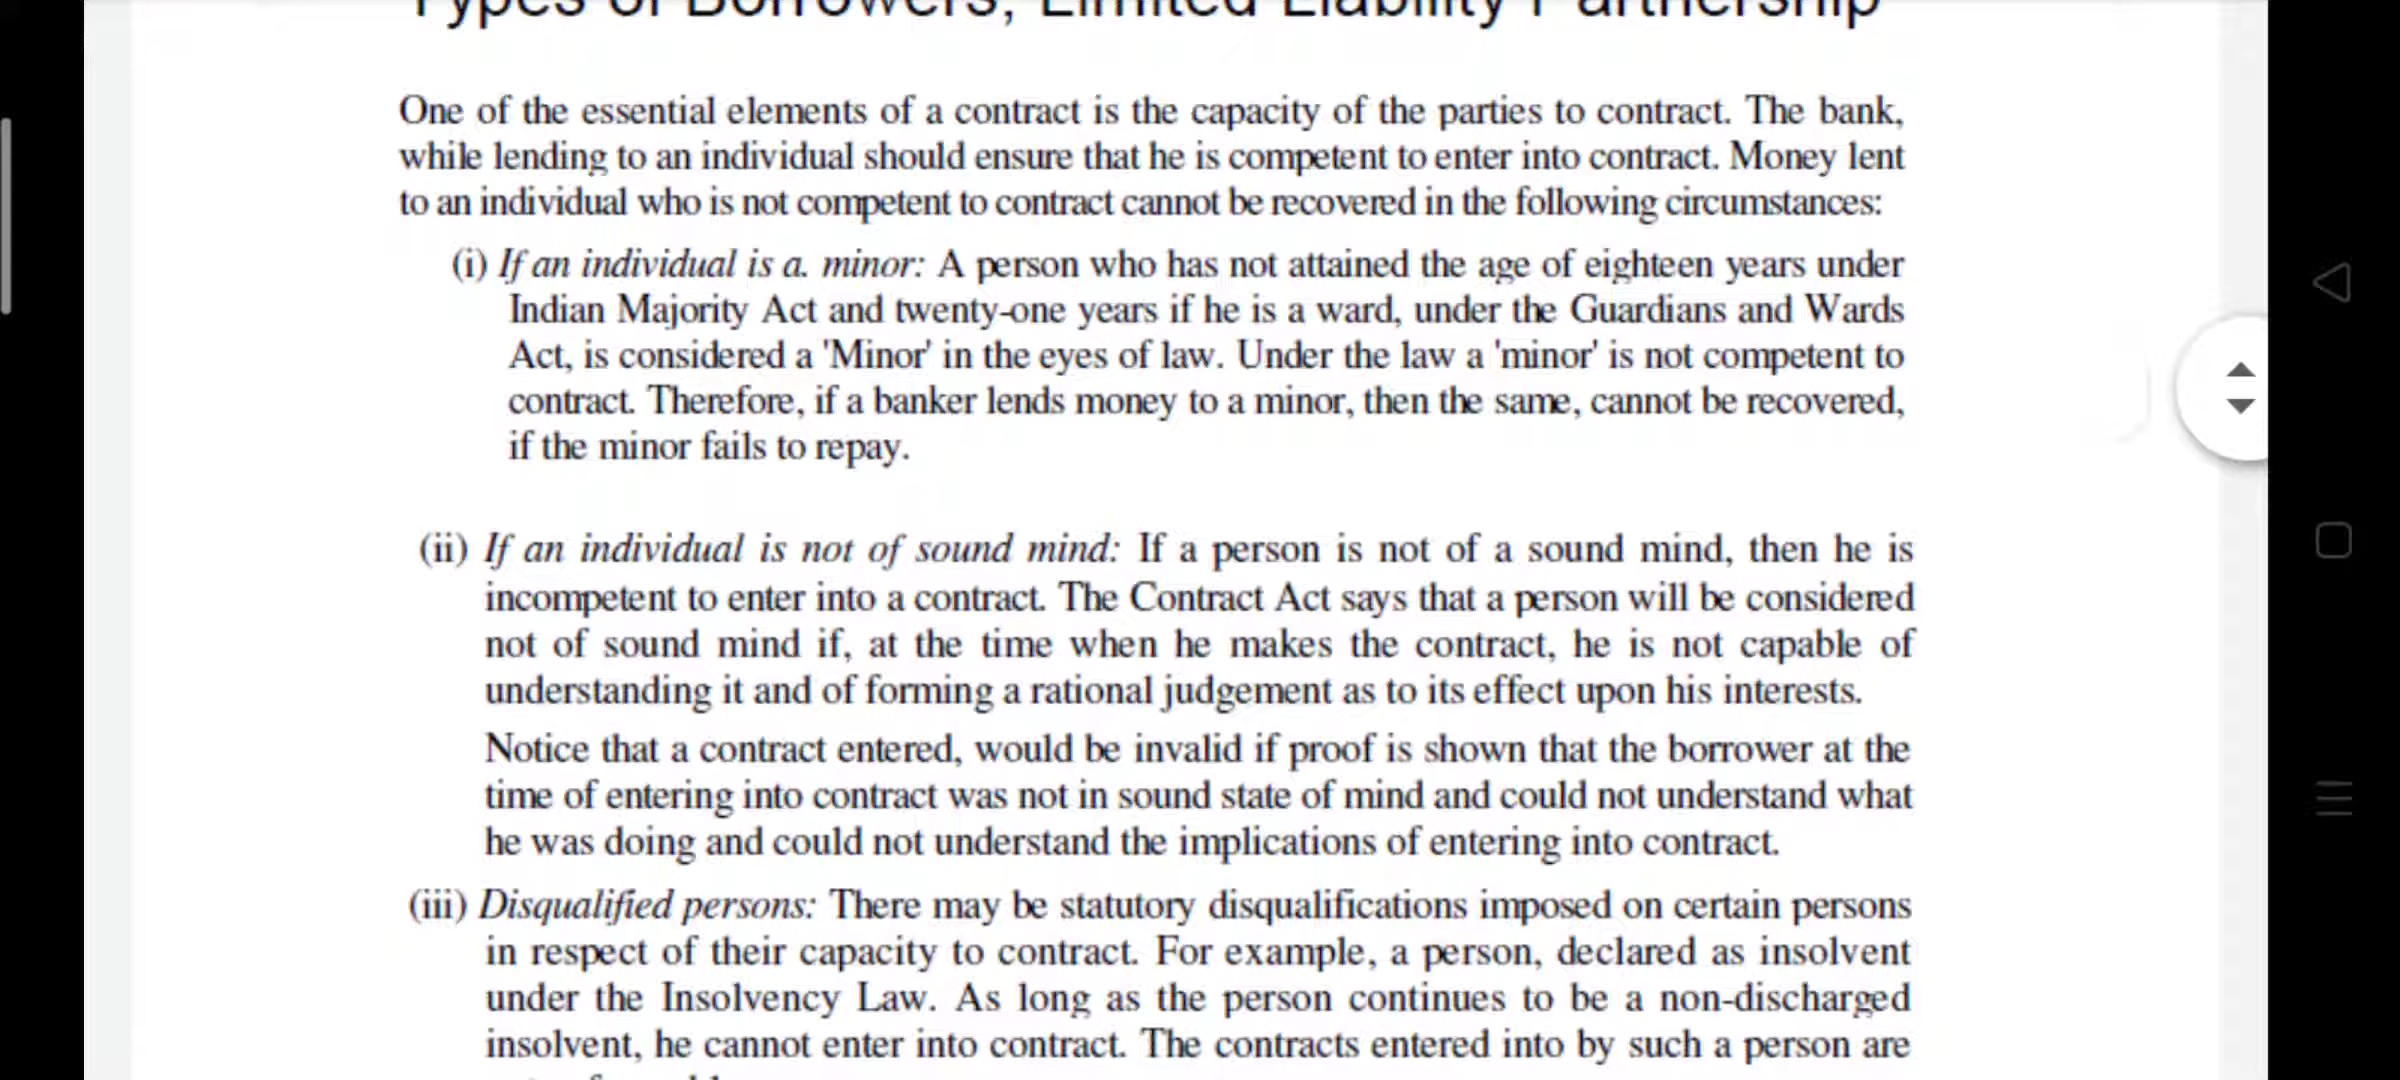 Types of Borrowers, Limited Liability Partnership
One of the essential elements of a contract is the capacity of the parties to contract. The bank,
while lending to an individual should ensure that he is competent to enter into contract. Money lent
to an individual who is not competent to contract cannot be recovered in the following circumstances:
(i) If an individual is a. minor: A person who has not attained the age of eighteen years under
Indian Majority Act and twenty-one years if he is a ward, under the Guardians and Wards
Act, is considered a 'Minor' in the eyes of law. Under the law a 'minor' is not competent to
contract. Therefore, if a banker lends money to a minor, then the same, cannot be recovered,
if the minor fails to repay.
(ii) If an individual is not of sound mind: If a person is not of a sound mind, then he is
incompetent to enter into a contract. The Contract Act says that a person will be considered
not of sound mind if, at the time when he makes the contract, he is not capable of
understanding it and of forming a rational judgement as to its effect upon his interests.
Notice that a contract entered, would be invalid if proof is shown that the borrower at the
time of entering into contract was not in sound state of mind and could not understand what
he was doing and could not understand the implications of entering into contract.
(iii) Disqualified persons: There may be statutory disqualifications imposed on certain persons
in respect of their capacity to contract. For example, a person, declared as insolvent
under the Insolvency Law. As long as the person continues to be a non-discharged
insolvent, he cannot enter into contract. The contracts entered into by such a person are